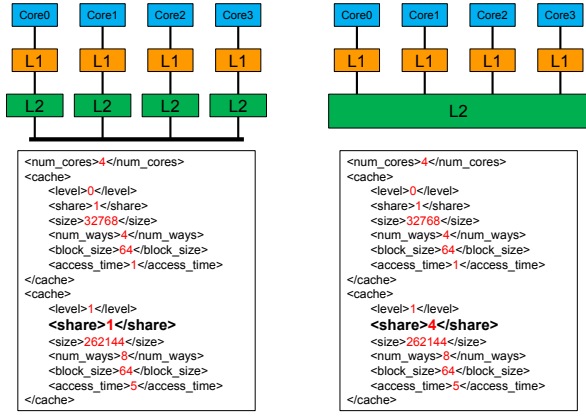 Core0 Core1 Core2 Core3
L1 L1 L1 L1
L2 L2 L2 L2
<num_cores>4</num_cores>
<cache>
<level>0</level>
<share>1</share>
<size>32768</size>
<num_ways>4</num_ways>
<block_size>64</block_size>
<access_time>1</access_time>
</cache>
<cache>
<level>1</level>
<share>1</share>
<size>262144</size>
<num_ways>8</num_ways>
<block_size>64</block_size>
<access_time>5</access_time>
</cache>
Core0 Core1 Core2 Core3
L1 L1 L1 L1
L2
<num_cores>4</num_cores>
<cache>
<level>0</level>
<share>1</share>
<size>32768</size>
<num_ways>4</num_ways>
<block_size>64</block_size>
<access_time>1</access_time>
</cache>
<cache>
<level>1</level>
<share>4</share>
<size>262144</size>
<num_ways>8</num_ways>
<block_size>64</block_size>
<access_time>5</access_time>
</cache>